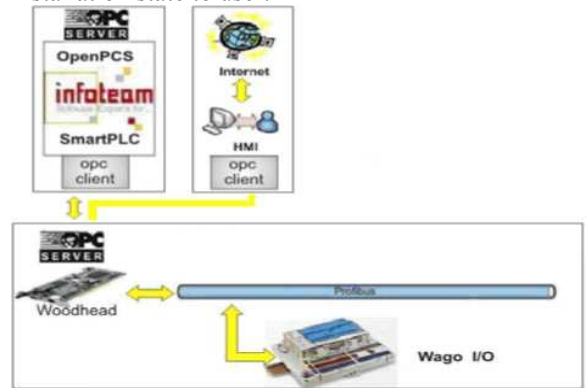 OPC
SERVER
OpenPCS
infoteam
SmartPLC
opc
client
Internet
HMI
opc
client
OPC
SERVER
Woodhead
Profibus
Wago I/O